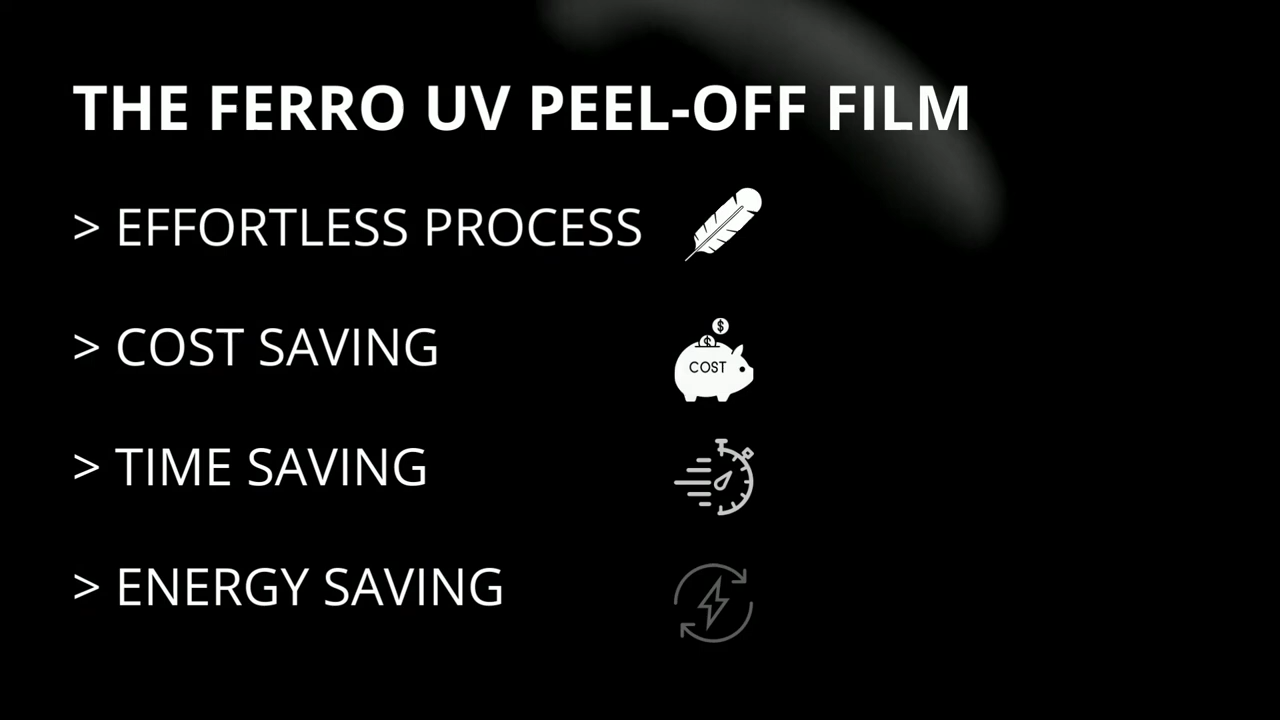 THE FERRO UV PEEL-OFF FILM
> EFFORTLESS PROCESS
> COST SAVING
$
$
COST
> TIME SAVING
> ENERGY SAVING